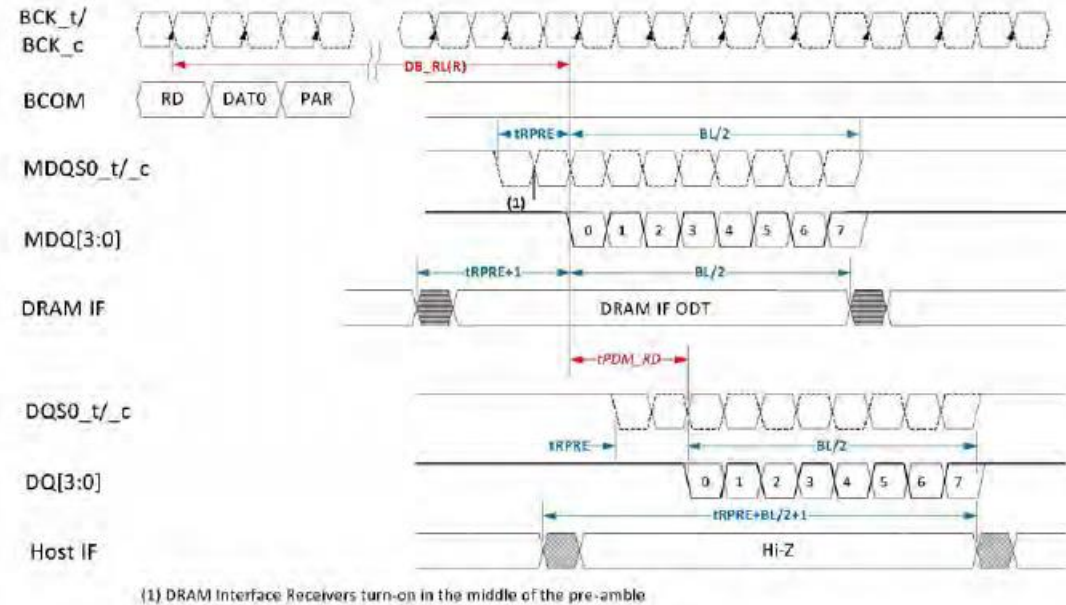 BCK_t/
BCK_c
DB_RL(R)
BCOM
RD DAT0 PAR
tRPRE BL/2
MDQS0_t/_c
(1)
MDQ[3:0]
0 1 2 3 4 5 6 7
tRPRE+1 BL/2
DRAM IF
DRAM IF ODT
tPDM_RD
DQS0_t/_c
tRPRE BL/2
DQ[3:0]
0 1 2 3 4 5 6 7
tRPRE+BL/2+1
Host IF
Hi-Z
(1) DRAM Interface Receivers turn-on in the middle of the pre-amble